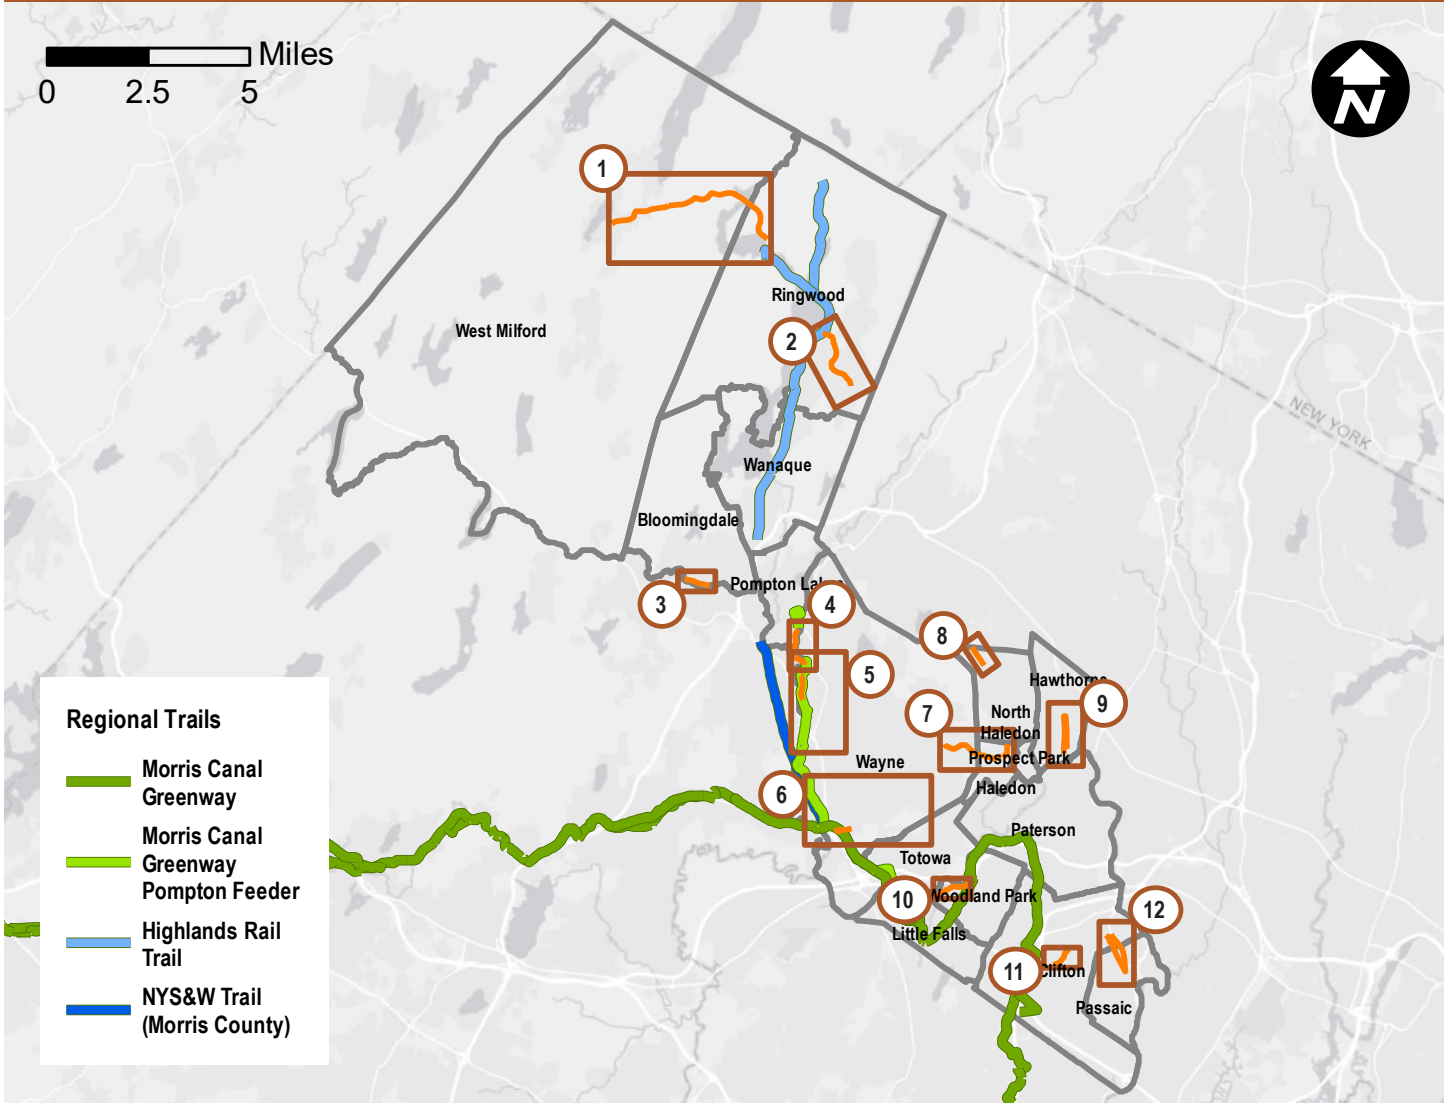 Miles
0 2.5 5
N
1
Ringwood
West Milford
2
NEW YORK
Wanaque
Bloomingdale
Pompton Lakes
3
4
8
5
Hawthorne
9
7
North
Haledon
Prospect Park
Wayne
Haledon
6
Paterson
Totowa
10
Woodland Park
12
Little Falls
11
Clifton
Passaic
Regional Trails
Morris Canal
Greenway
Morris Canal
Greenway
Pompton Feeder
Highlands Rail
Trail
NYS&W Trail
(Morris County)